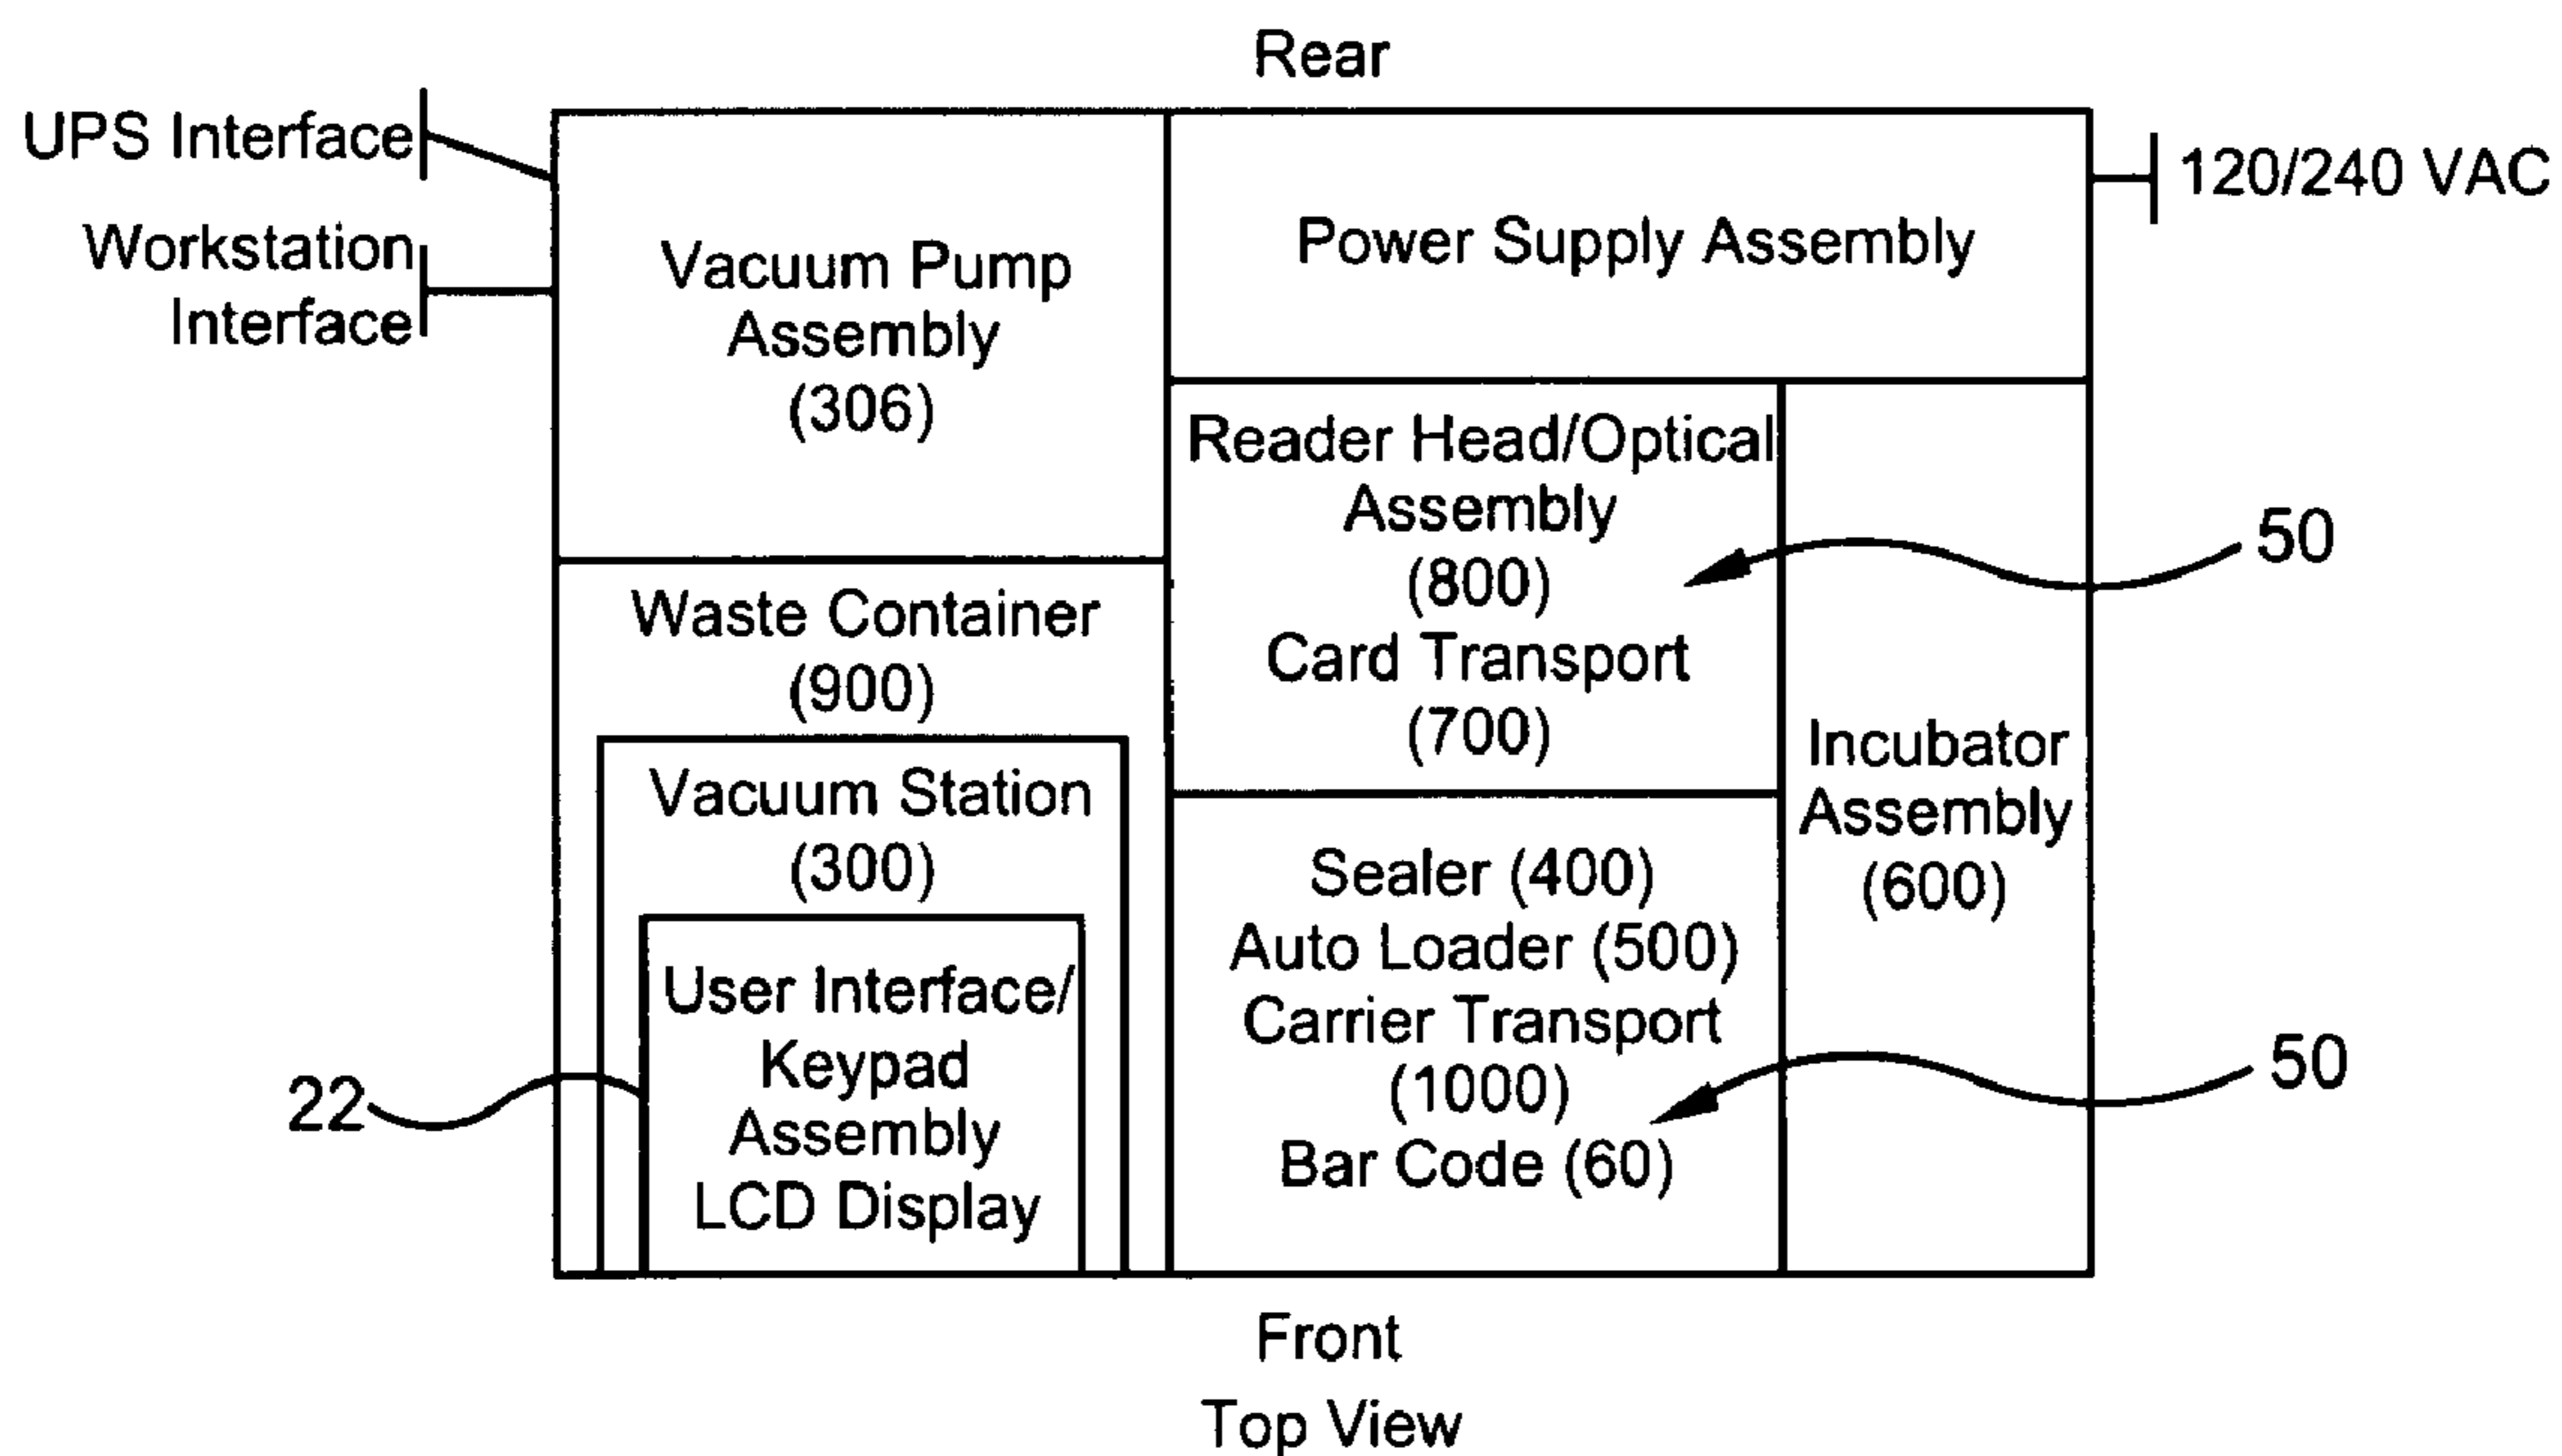 Rear
UPS Interface
Workstation
Interface
120/240 VAC
Vacuum Pump
Assembly
(306)
Power Supply Assembly
Reader Head/Optical
Assembly
(800)
Card Transport
(700)
50
Waste Container
(900)
Vacuum Station
(300)
User Interface/
Keypad
Assembly
LCD Display
22
Incubator
Assembly
(600)
Sealer (400)
Auto Loader (500)
Carrier Transport
(1000)
Bar Code (60)
50
Front
Top View